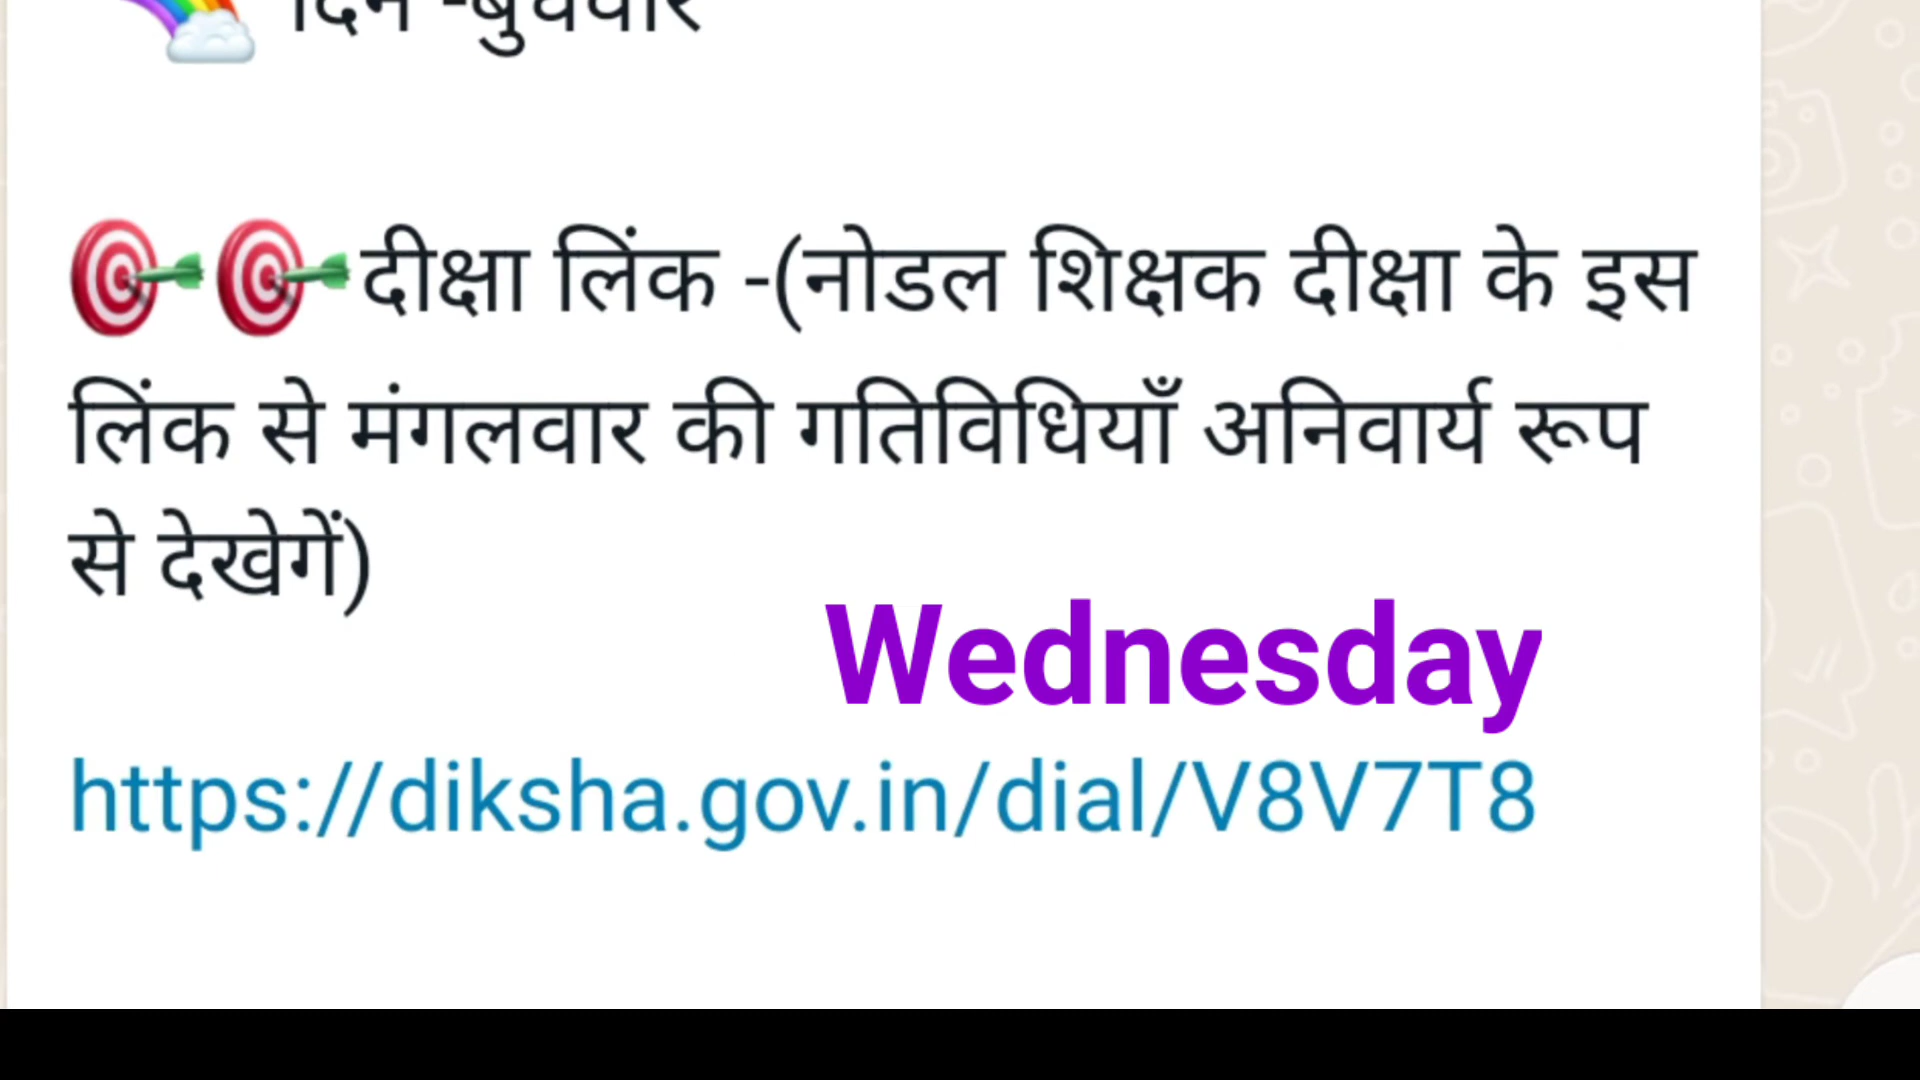 दिन -बुधवार
🎯🎯दीक्षा लिंक -(नोडल शिक्षक दीक्षा के इस
लिंक से मंगलवार की गतिविधियाँ अनिवार्य रूप
से देखेगें)
Wednesday
https://diksha.gov.in/dial/V8V7T8